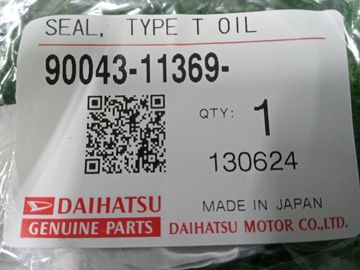 SEAL, TYPE T OIL
90043-11369-
QTY: 1
130624
DAIHATSU MADE IN JAPAN
GENUINE PARTS DAIHATSU MOTOR CO.,LTD.